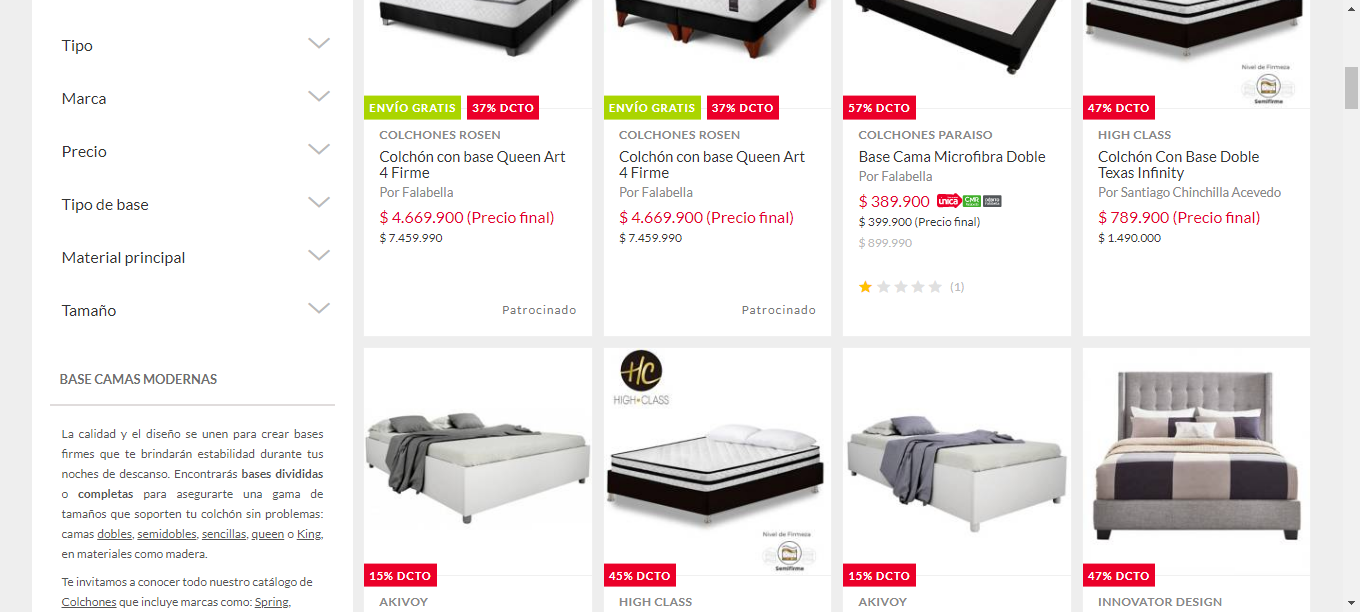 Tipo
Marca
Precio
Tipo de base
Material principal
Tamaño
BASE CAMAS MODERNAS
La calidad y el diseño se unen para crear bases
firmes que te brindarán estabilidad durante tus
noches de descanso. Encontrarás bases divididas
o completas para asegurarte una gama de
tamaños que soporten tu colchón sin problemas:
camas dobles, semidobles, sencillas, queen o King,
en materiales como madera.
Te invitamos a conocer todo nuestro catálogo de
Colchones que incluye marcas como: Spring,
ENVÍO GRATIS 37% DCTO
COLCHONES ROSEN
Colchón con base Queen Art
4 Firme
Por Falabella
$ 4.669.900 (Precio final)
$ 7.459.990
Patrocinado
ENVÍO GRATIS 37% DCTO
COLCHONES ROSEN
Colchón con base Queen Art
4 Firme
Por Falabella
$ 4.669.900 (Precio final)
$ 7.459.990
Patrocinado
57% DCTO
COLCHONES PARAISO
Base Cama Microfibra Doble
Por Falabella
$ 389.900 unica CMR
$ 399.900 (Precio final)
$ 899.990
(1)
Nivel de Firmeza
Semifirme
47% DCTO
HIGH CLASS
Colchón Con Base Doble
Texas Infinity
Por Santiago Chinchilla Acevedo
$ 789.900 (Precio final)
$ 1.490.000
15% DCTO
AKIVOY
HC
HIGH CLASS
Nivel de Firmeza
Semifirme
45% DCTO
HIGH CLASS
15% DCTO
AKIVOY
47% DCTO
INNOVATOR DESIGN